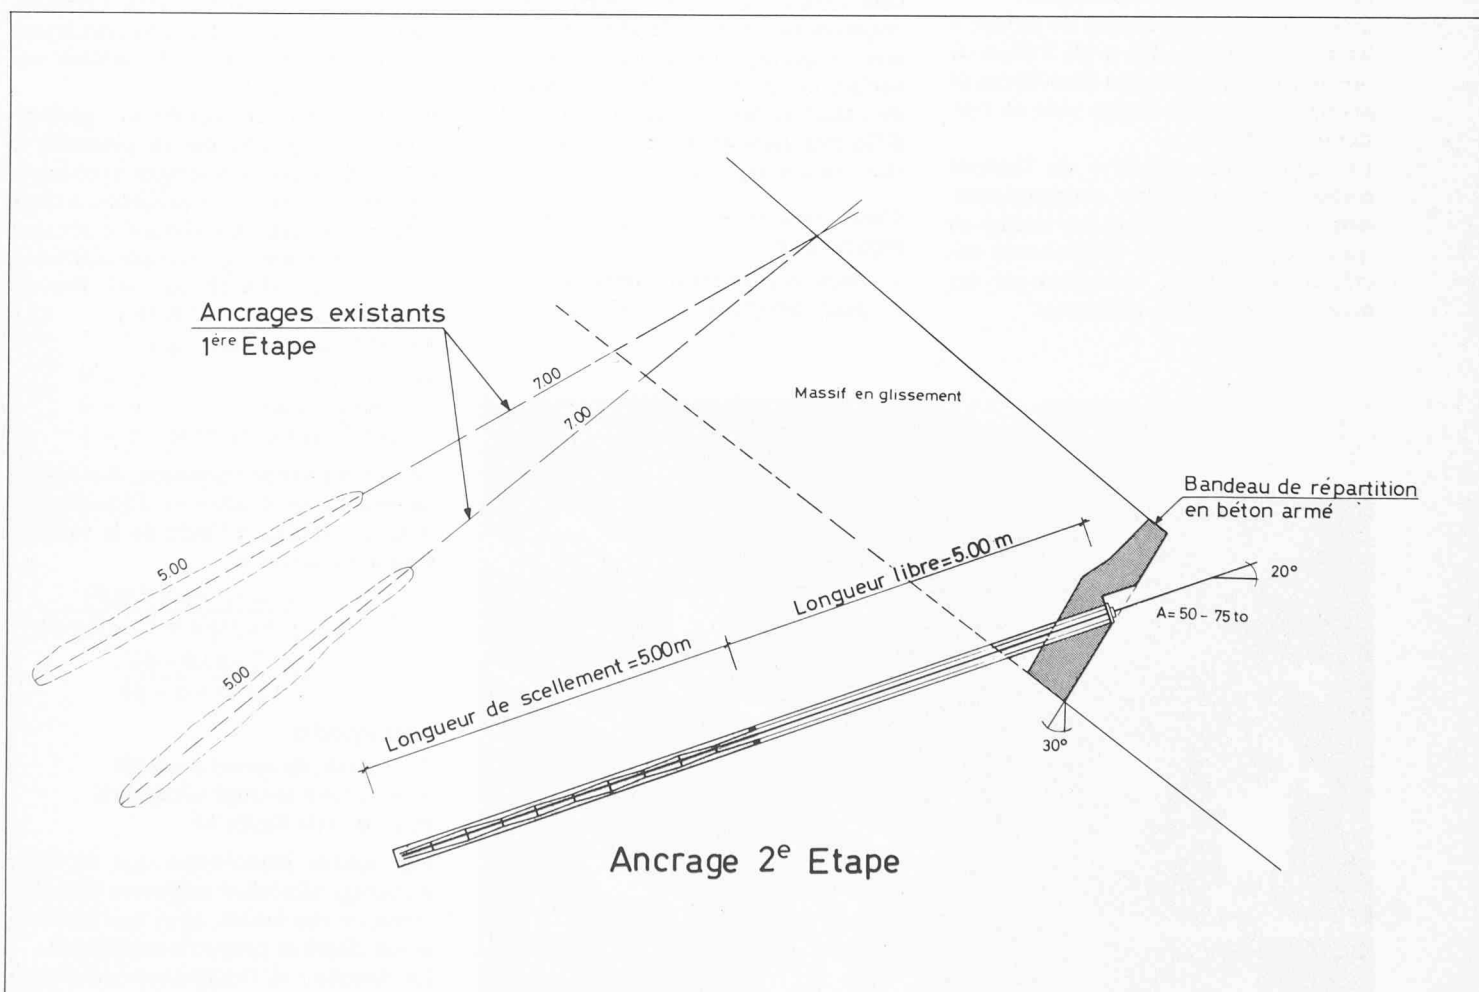 Ancrages existants
1ère Etape
7.00
7.00
Massif en glissement
Bandeau de répartition
en béton armé
5.00
5.00
Longueur libre=5.00 m
20°
A= 50 - 75 to
Longueur de scellement =5.00m
30°
Ancrage 2e Etape